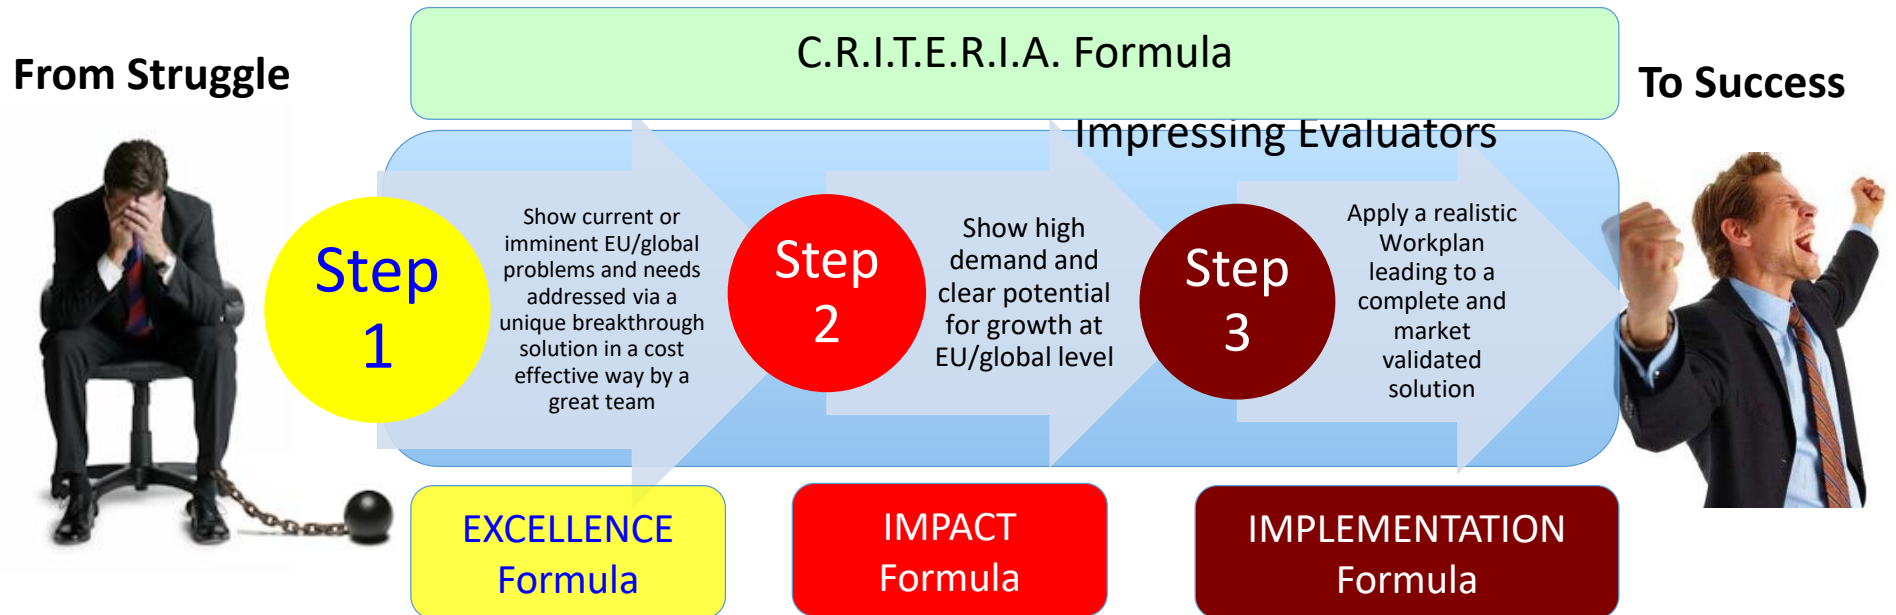 C.R.I.T.E.R.I.A. Formula
From Struggle
To Success
Impressing Evaluators
Step
1
Show current or
imminent EU/global
problems and needs
addressed via a
unique breakthrough
solution in a cost
effective way by a
great team
Step
2
Show high
demand and
clear potential
for growth at
EU/global level
Step
3
Apply a realistic
Workplan
leading to a
complete and
market
validated
solution
EXCELLENCE
Formula
IMPACT
Formula
IMPLEMENTATION
Formula